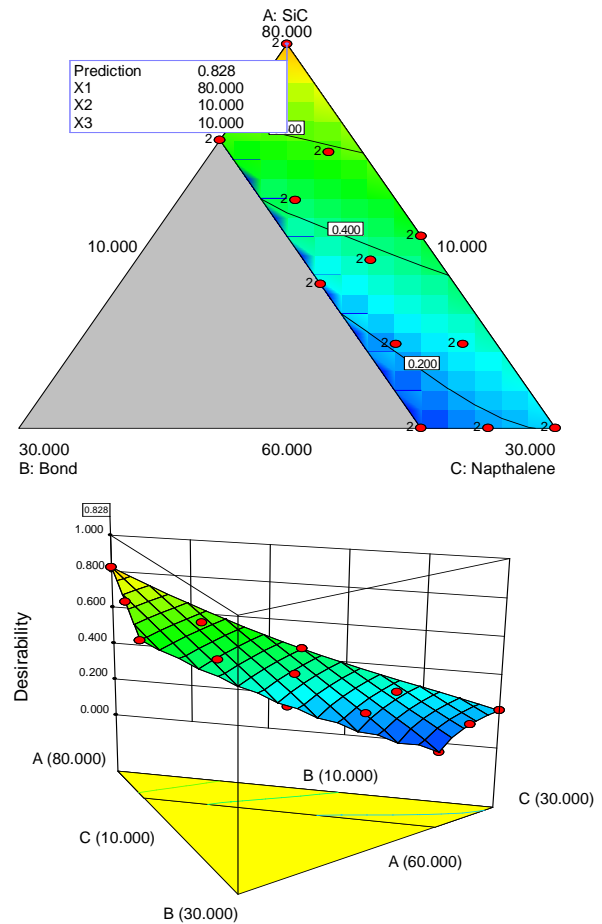 A: SiC
80.000
2
Prediction 0.828
X1 80.000
X2 10.000
X3 10.000
00
2
2
2
0.400
2
10.000
10.000
2
2
2
2
0.200
2
2
2
30.000
60.000
30.000
B: Bond
C: Napthalene
0.828
1.000
0.800
0.600
0.400
0.200
0.000
Desirability
A (80.000)
B (10.000)
C (30.000)
C (10.000)
A (60.000)
B (30.000)